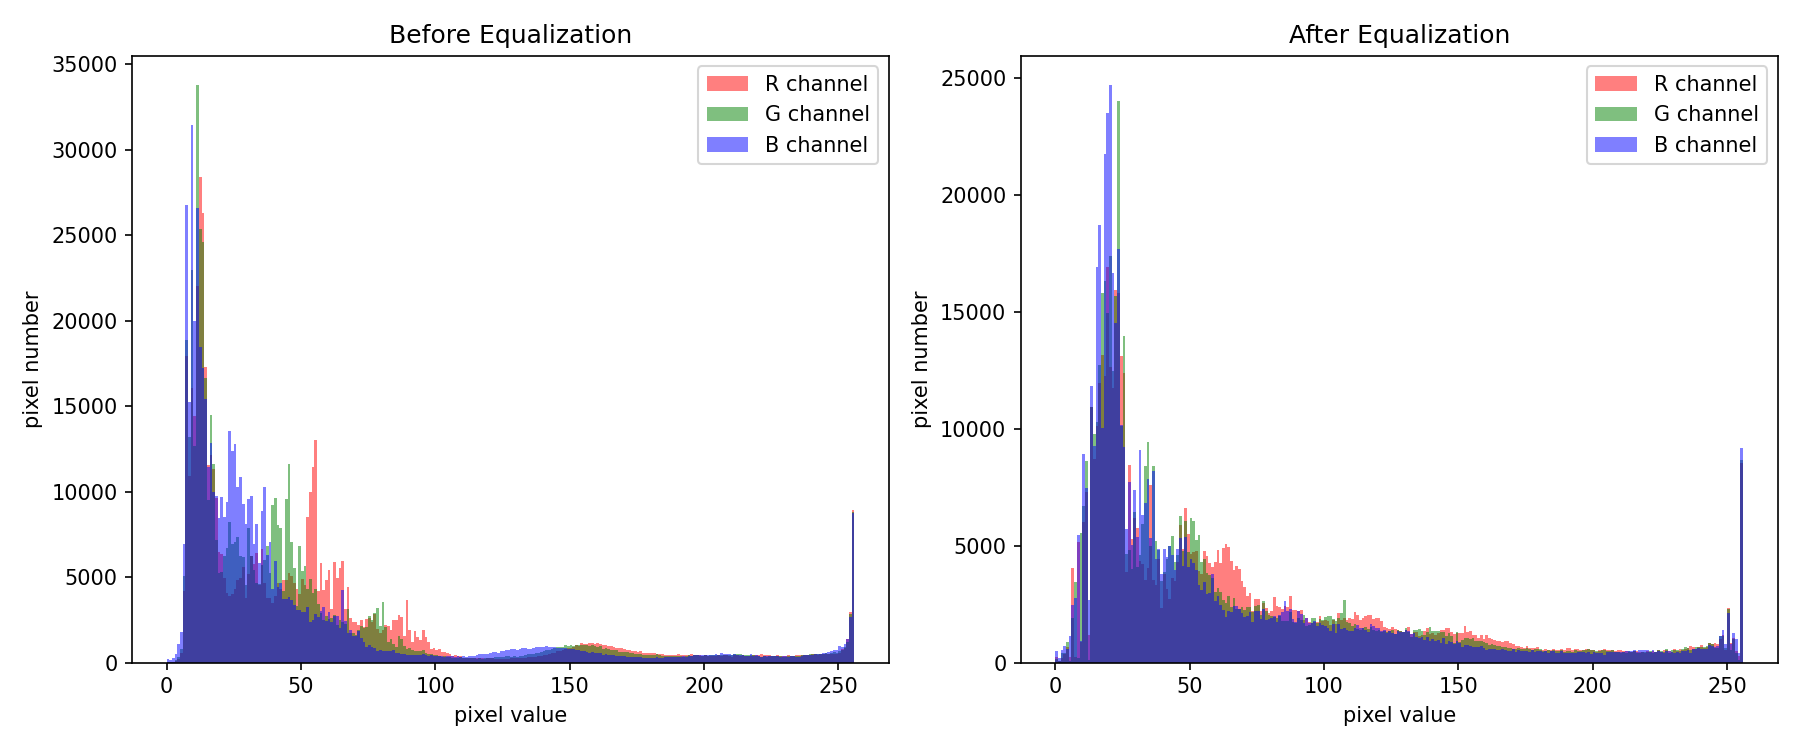 Before Equalization
35000
30000
25000
20000
15000
10000
5000
0
pixel number
0 50 100 150 200 250
pixel value
R channel
G channel
B channel
After Equalization
25000
20000
15000
10000
5000
0
pixel number
0 50 100 150 200 250
pixel value
R channel
G channel
B channel